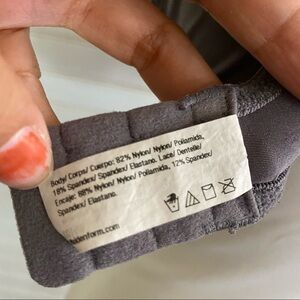 Body/ Corps/ Cuerpo: 82% Nylon/ Nylon/ Poliamida,
18% Spandex/ Spandex/ Elastano. Lace/ Dentelle/
Encaje: 88% Nylon/ Nylon/ Poliamida, 12% Spandex/
Spandex/ Elastano.
idenform.com